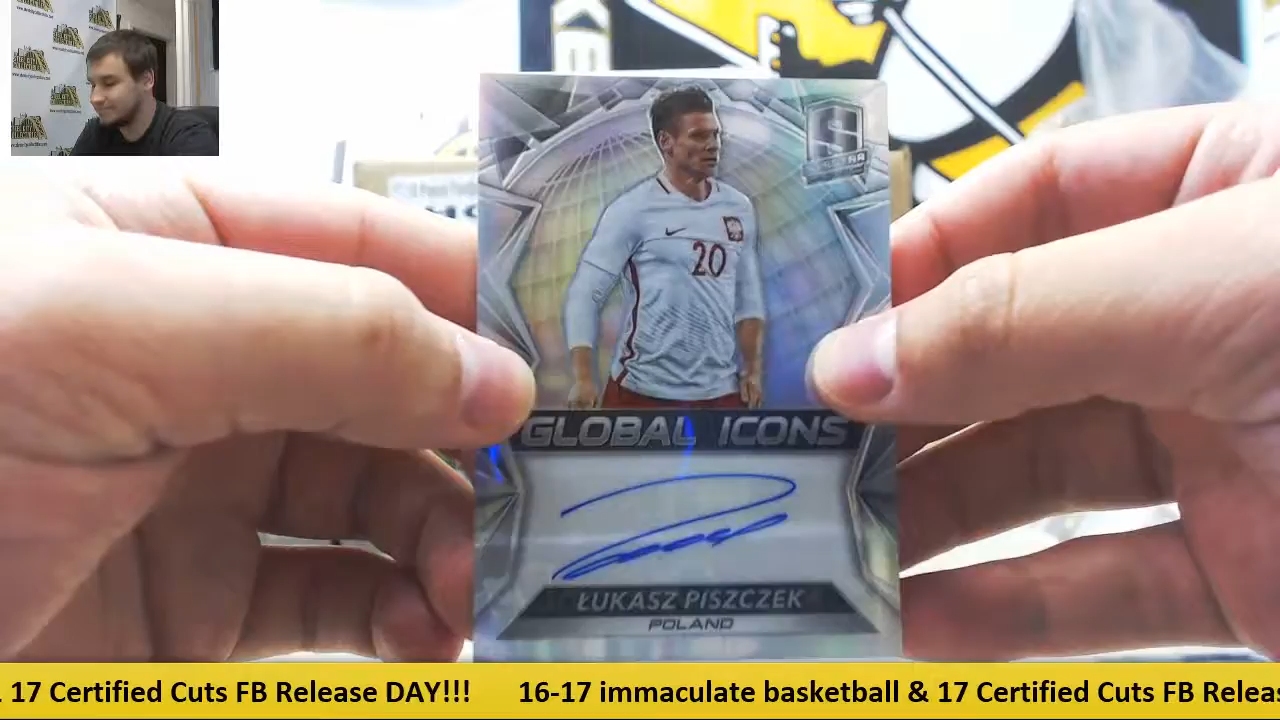 20
GLOBAL ICONS
ŁUKASZ PISZCZEK
POLAND
17 Certified Cuts FB Release DAY!!! 16-17 immaculate basketball & 17 Certified Cuts FB Releas